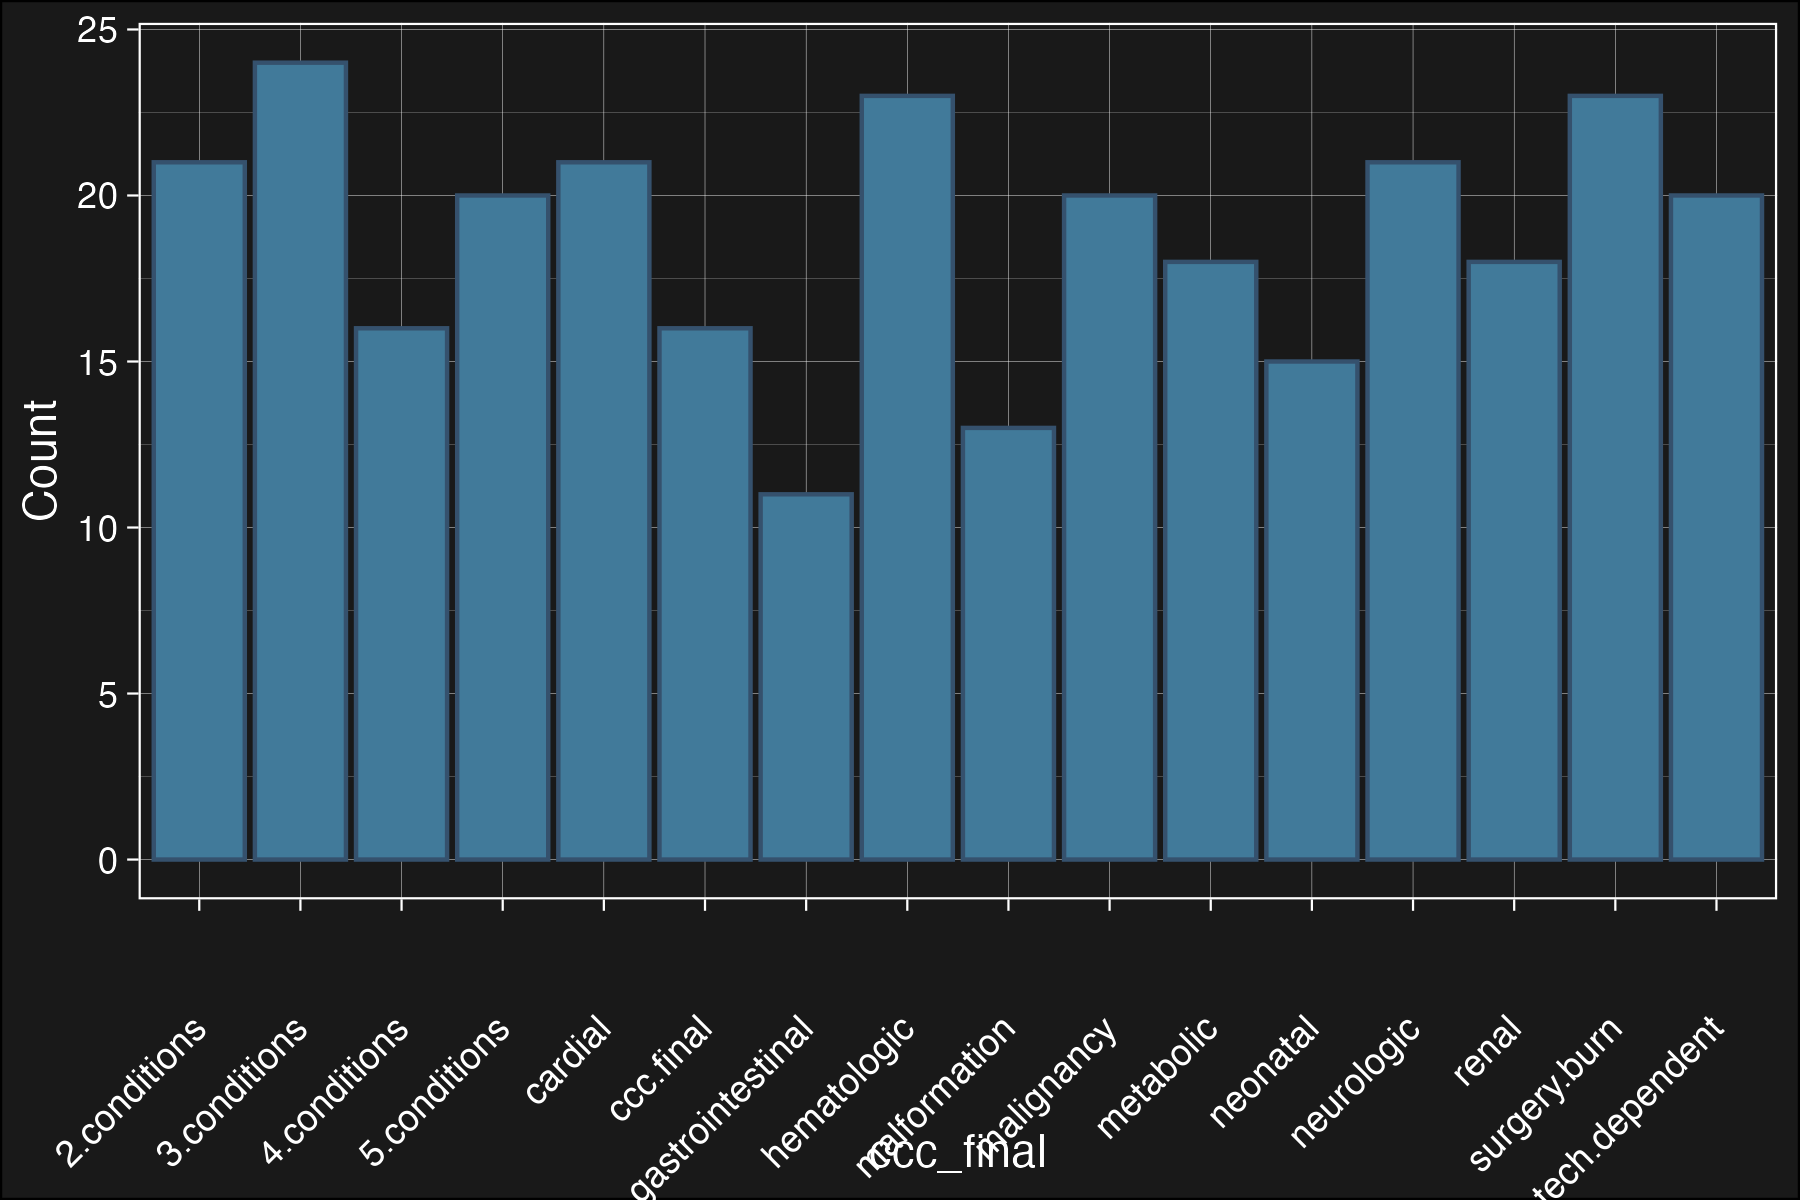 25
20
15
10
5
0
Count
2.conditions
3.conditions
4.conditions
5.conditions
cardial
ccc.final
gastrointestinal
hematologic
malformation
malignancy
metabolic
neonatal
neurologic
renal
surgery.burn
tech.dependent
ccc_final